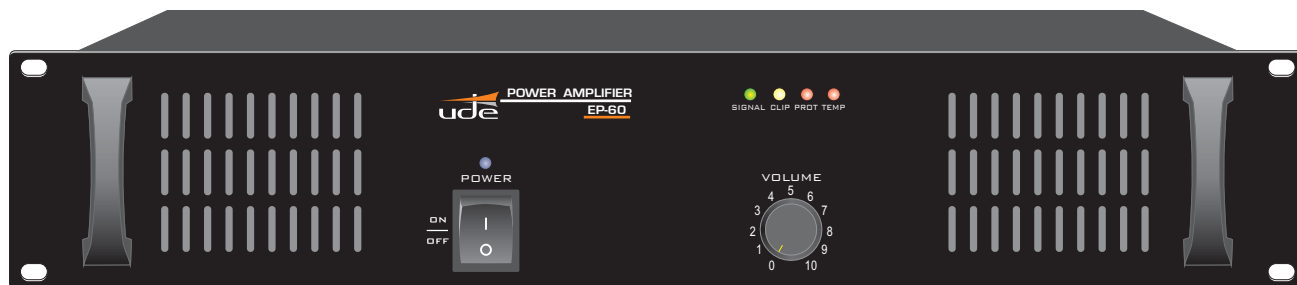 ude
POWER AMPLIFIER
EP-60
SIGNAL CLIP PROT TEMP
POWER
ON
OFF
I
O
VOLUME
0 1 2 3 4 5 6 7 8 9 10